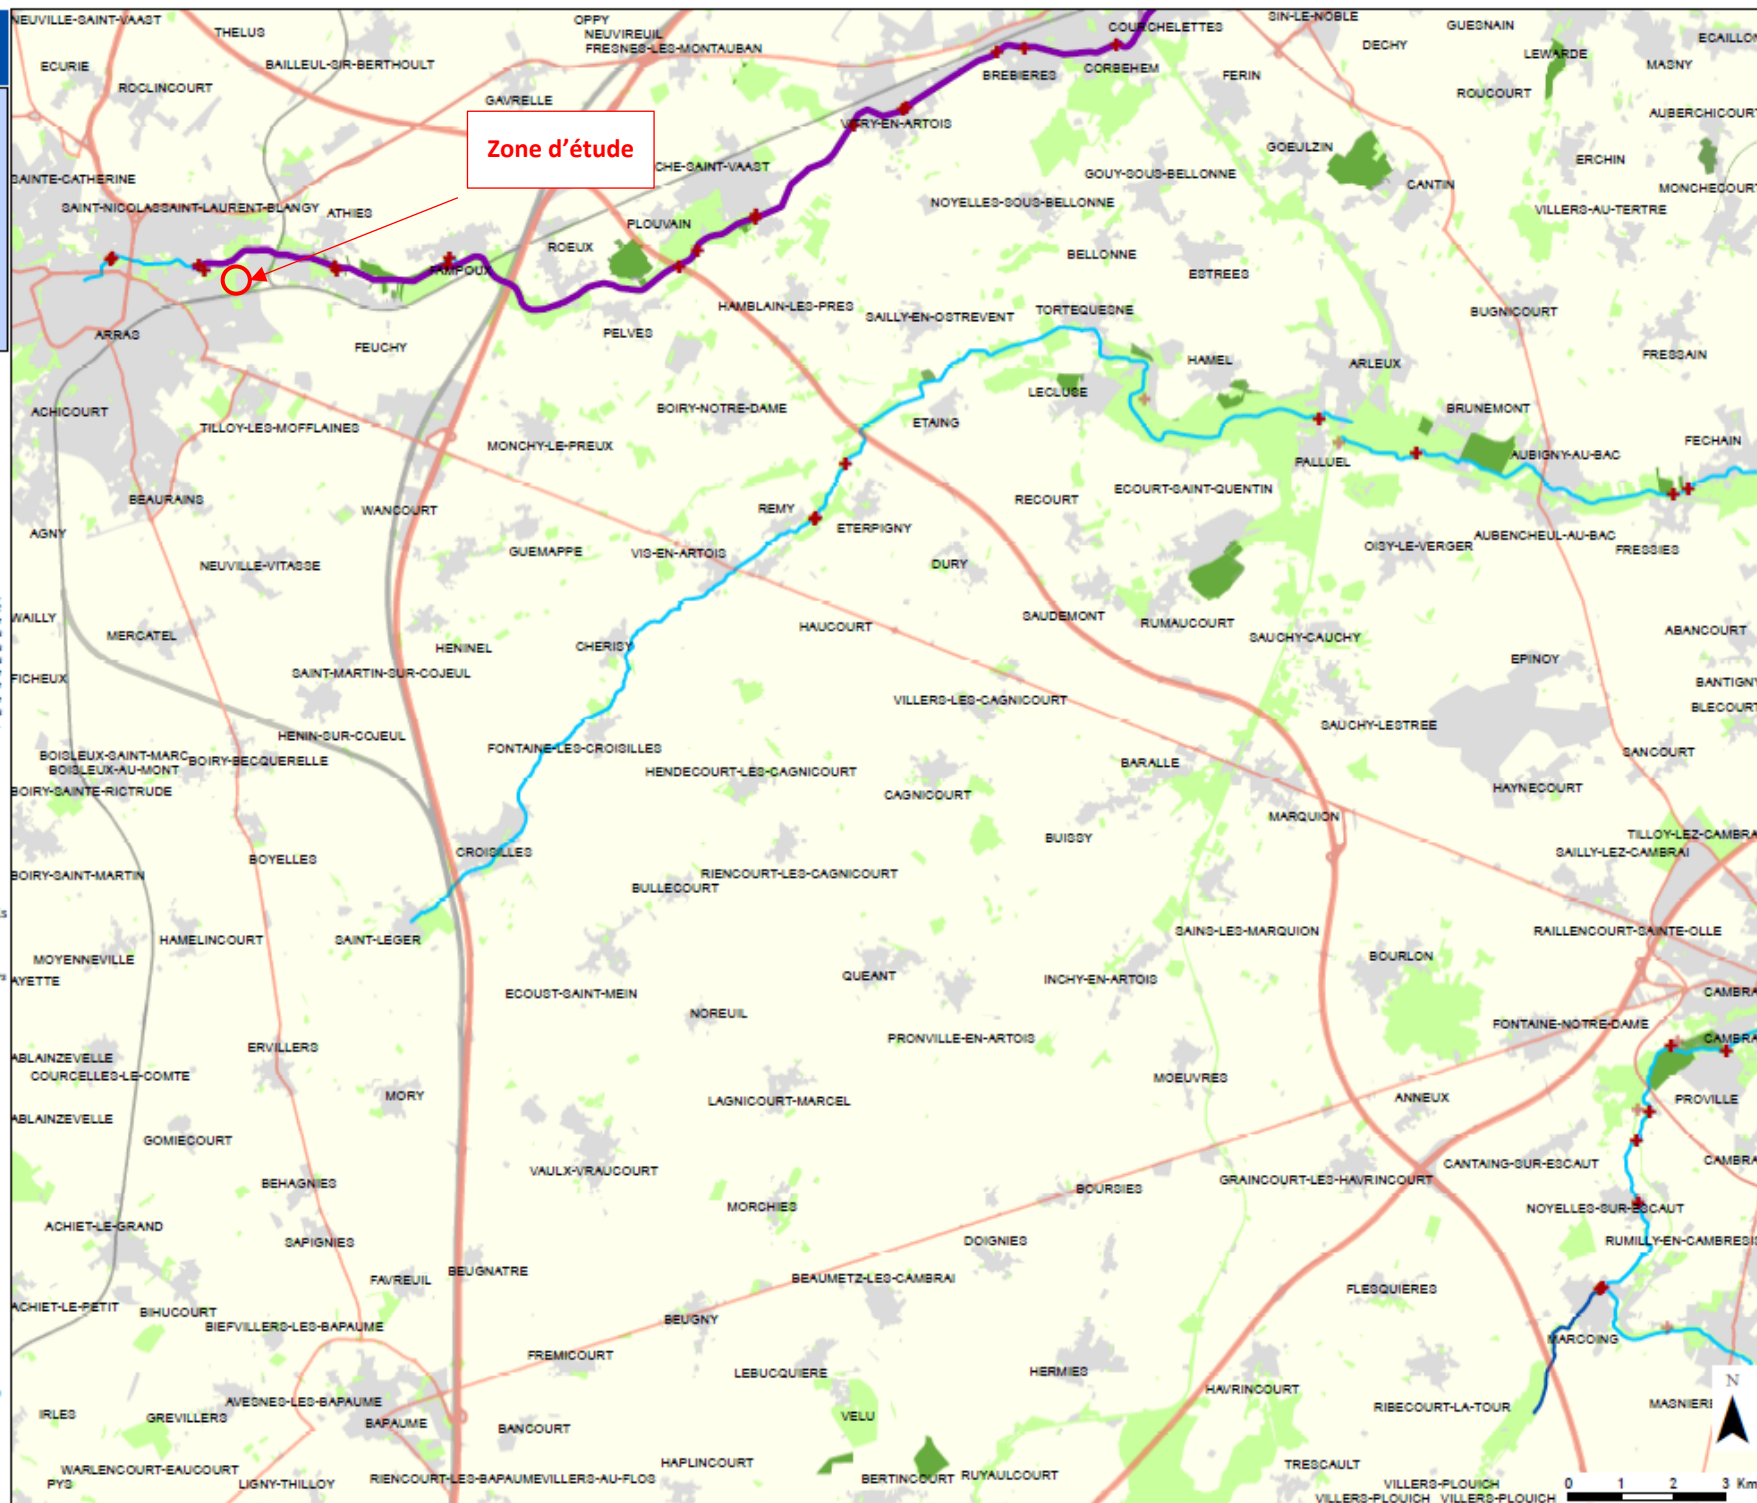 NEUVILLE-SAINT-VAAST
THELUS
OPPY
NEUVIREUIL
FRESNES-LES-MONTAUBAN
COURCHELETTES
SIN-LE-NOBLE
GUESNAIN
ECAILLON
DECHY
LEWARDE
MASNY
ECURIE
BAILLEUL-SIR-BERTHOULT
ROCLINCOURT
GAVRELLE
BREBIERES
CORBEHEM
FERIN
ROUCOURT
AUBERCHICOURT
VITRY-EN-ARTOIS
Zone d'étude
CHE-SAINT-VAAST
GOEULZIN
ERCHIN
GOUY-SOUS-BELLONNE
CANTIN
MONCHECOURT
SAINTE-CATHERINE
SAINT-NICOLAS
SAINT-LAURENT-BLANGY
ATHIES
NOYELLES-SOUS-BELLONNE
VILLERS-AU-TERTRE
PLOUVAIN
ROEUX
BELLONNE
FAMPOUX
ESTREES
HAMBLAIN-LES-PRES
SAILLY-EN-OSTREVENT
TORTEQUESNE
BUGNICOURT
ARRAS
FEUCHY
PELVES
HAMEL
ARLEUX
FRESSAIN
ACHICOURT
TILLOY-LES-MOFFLAINES
BOIRY-NOTRE-DAME
ETAING
LECLUSE
BRUNEMONT
FECHAIN
MONCHY-LE-PREUX
PALLUEL
AUBIGNY-AU-BAC
BEAURAINS
WANCOURT
REMY
RECOURT
ECOURT-SAINT-QUENTIN
AGNY
ETERPIGNY
AUBENCHEUL-AU-BAC
GUEMAPPE
VIS-EN-ARTOIS
OISY-LE-VERGER
FRESSIES
NEUVILLE-VITASSE
DURY
WAILLY
MERCATEL
HAUCOURT
SAUDEMONT
RUMAUCOURT
SAUCHY-CAUCHY
ABANCOURT
HENINEL
CHERISY
EPINOY
FICHEUX
SAINT-MARTIN-SUR-COJEUL
BANTIGNY
VILLERS-LES-CAGNICOURT
BLECOURT
SAUCHY-LESTREE
HENIN-SUR-COJEUL
FONTAINE-LES-CROISILLES
SANCOURT
BOISLEUX-SAINT-MARC
BOISLEUX-AU-MONT
BOIRY-BECQUERELLE
HENDECOURT-LES-CAGNICOURT
BARALLE
BOIRY-SAINTE-RICTRUDE
CAGNICOURT
HAYNECOURT
MARQUION
BUISSY
TILLOY-LEZ-CAMBRA
BOYELLES
CROISILLES
SAILLY-LEZ-CAMBRAI
BOIRY-SAINT-MARTIN
BULLECOURT
RIENCOURT-LES-CAGNICOURT
HAMELINCOURT
SAINT-LEGER
SAINS-LES-MARQUION
RAILLENCOURT-SAINTE-OLLE
MOYENNEVILLE
BOURLON
AYETTE
QUEANT
INCHY-EN-ARTOIS
ECOUST-SAINT-MEIN
CAMBRA
NOREUIL
FONTAINE-NOTRE-DAME
PRONVILLE-EN-ARTOIS
CAMBRA
ABLAINZEVELLE
ERVILLERS
COURCELLES-LE-COMTE
MOEUVRES
MORY
LAGNICOURT-MARCEL
ANNEUX
PROVILLE
ABLAINZEVELLE
GOMIECOURT
CANTAING-SUR-ESCAUT
CAMBRA
VAULX-VRAUCOURT
BEHAGNIES
GRAINCOURT-LES-HAVRINCOURT
BOURSIES
MORCHIES
NOYELLES-SUR-ESCAUT
ACHIET-LE-GRAND
SAPIGNIES
DOIGNIES
RUMILLY-EN-CAMBRESIS
FAVREUIL
BEUGNATRE
BEAUMETZ-LES-CAMBRAI
FLESQUIERES
ACHIET-LE-PETIT
BIHUCOURT
BIEFVILLERS-LES-BAPAUME
BEUGNY
MARCOING
FREMICOURT
LEBUCQUIERE
HERMIES
HAVRINCOURT
N
AVESNES-LES-BAPAUME
MASNIERE
IRLES
GREVILLERS
BAPAUME
BANCOURT
VELU
RIBECOURT-LA-TOUR
HAPLINCOURT
TRESCAULT
WARLENCOURT-EAUCOURT
PYS
LIGNY-THILLOY
RIENCOURT-LES-BAPAUME
VILLERS-AU-FLOS
BERTINCOURT
RUYAULCOURT
VILLERS-PLOUICH
VILLERS-PLOUICH
VILLERS-PLOUICH
0 1 2 3 Km